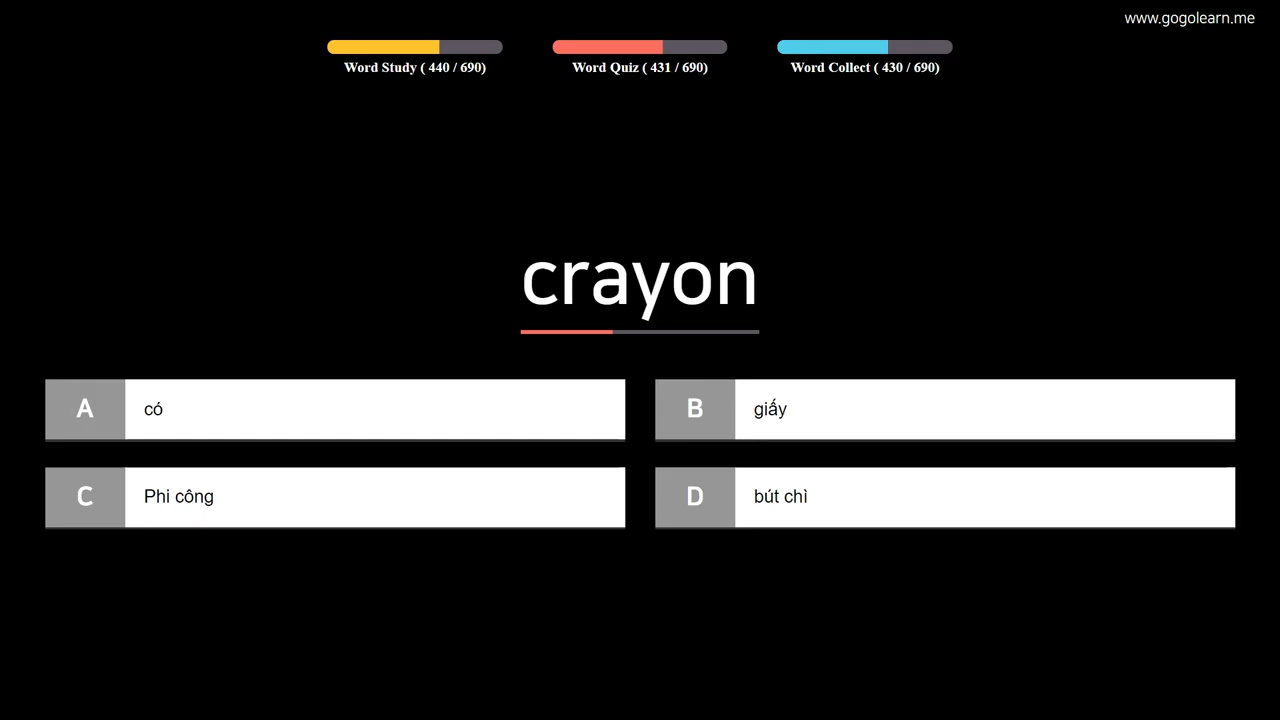 www.gogolearn.me
Word Study ( 440 / 690)
Word Quiz ( 431 / 690)
Word Collect ( 430 / 690)
crayon
A có
B giấy
C Phi công
D bút chì